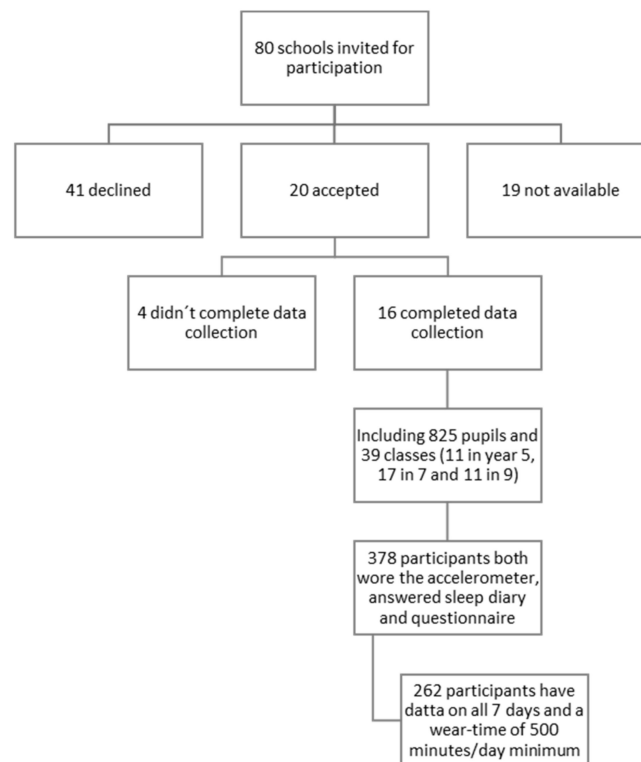 80 schools invited for
participation
41 declined
20 accepted
19 not available
4 didn´t complete data
collection
16 completed data
collection
Including 825 pupils and
39 classes (11 in year 5,
17 in 7 and 11 in 9)
378 participants both
wore the accelerometer,
answered sleep diary
and questionnaire
262 participants have
datta on all 7 days and a
wear-time of 500
minutes/day minimum